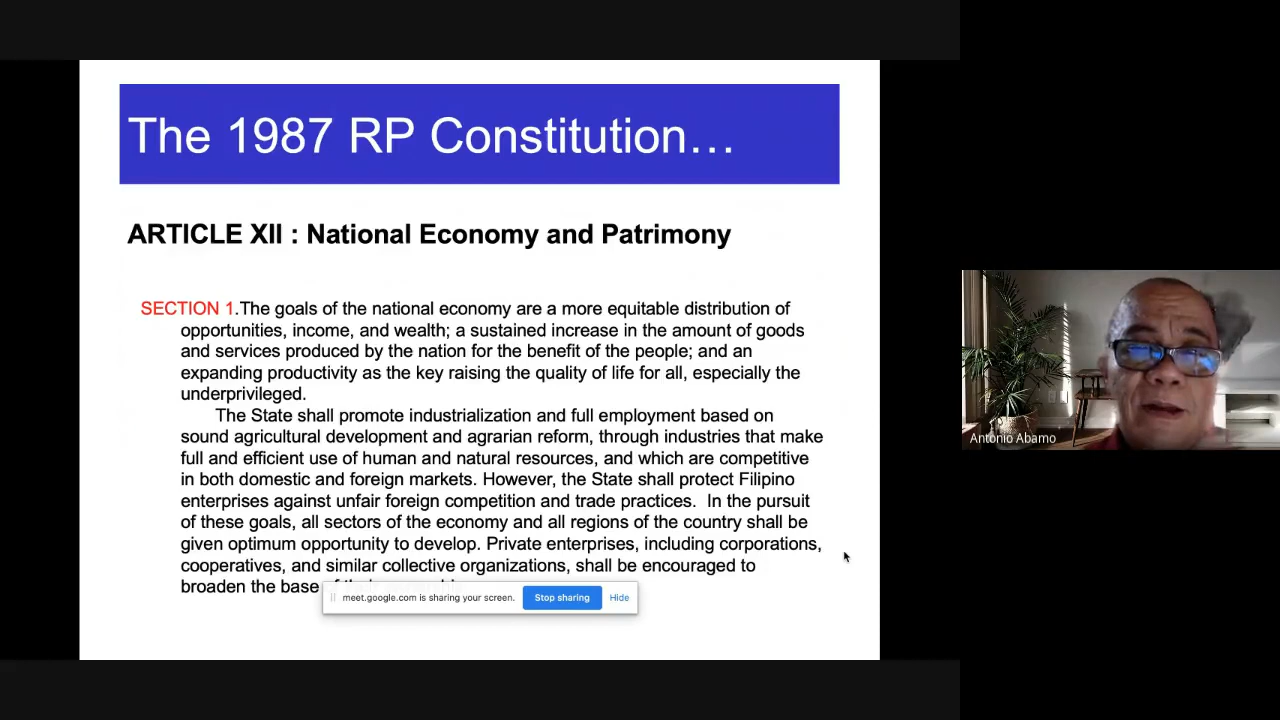 The 1987 RP Constitution…
ARTICLE XII : National Economy and Patrimony
SECTION 1.The goals of the national economy are a more equitable distribution of
opportunities, income, and wealth; a sustained increase in the amount of goods
and services produced by the nation for the benefit of the people; and an
expanding productivity as the key raising the quality of life for all, especially the
underprivileged.
The State shall promote industrialization and full employment based on
sound agricultural development and agrarian reform, through industries that make
full and efficient use of human and natural resources, and which are competitive
in both domestic and foreign markets. However, the State shall protect Filipino
enterprises against unfair foreign competition and trade practices. In the pursuit
of these goals, all sectors of the economy and all regions of the country shall be
given optimum opportunity to develop. Private enterprises, including corporations,
cooperatives, and similar collective organizations, shall be encouraged to
broaden the base
meet.google.com is sharing your screen.
Stop sharing
Hide
Antonio Abamo